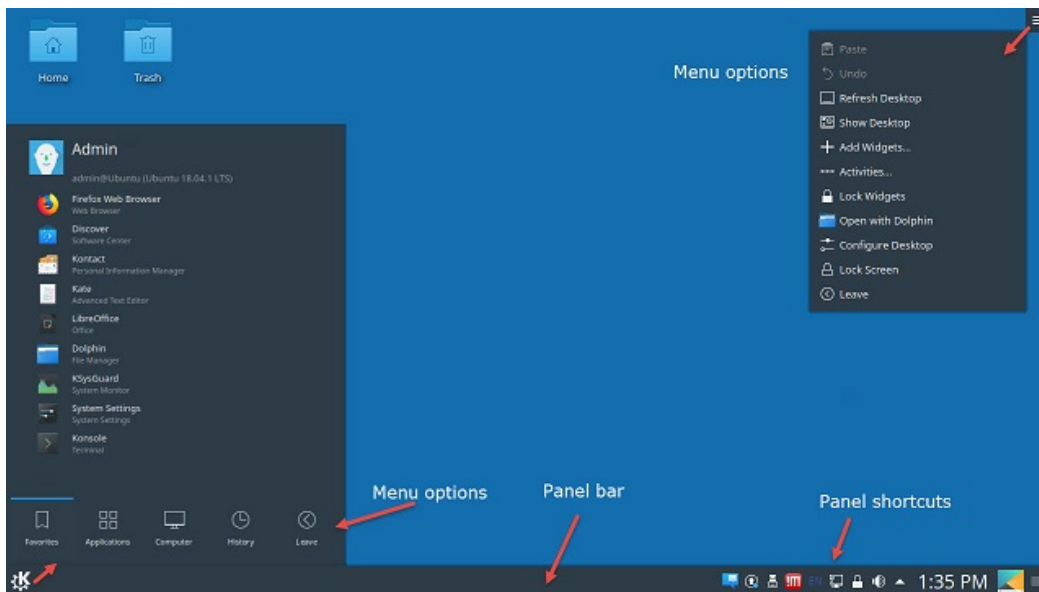 Home
Trash
Menu options
Paste
Undo
Refresh Desktop
Show Desktop
Add Widgets...
Activities...
Lock Widgets
Open with Dolphin
Configure Desktop
Lock Screen
Leave
Admin
admin@Ubuntu (Ubuntu 18.04.1 LTS)
Firefox Web Browser
Web Browser
Discover
Software Center
Kontact
Personal Information Manager
Kate
Advanced Text Editor
LibreOffice
Office
Dolphin
File Manager
KSysGuard
System Monitor
System Settings
System Settings
Konsole
Terminal
Menu options
Panel bar
Panel shortcuts
Favorites
Applications
Computer
History
Leave
EN
1:35 PM